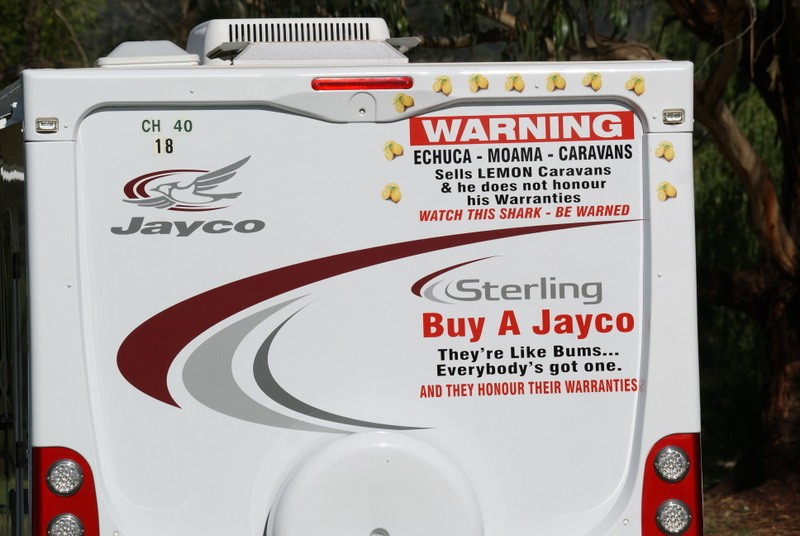 CH 40
18
Jayco
WARNING
ECHUCA - MOAMA - CARAVANS
Sells LEMON Caravans
& he does not honour
his Warranties
WATCH THIS SHARK - BE WARNED
Sterling
Buy A Jayco
They're Like Bums...
Everybody's got one.
AND THEY HONOUR THEIR WARRANTIES